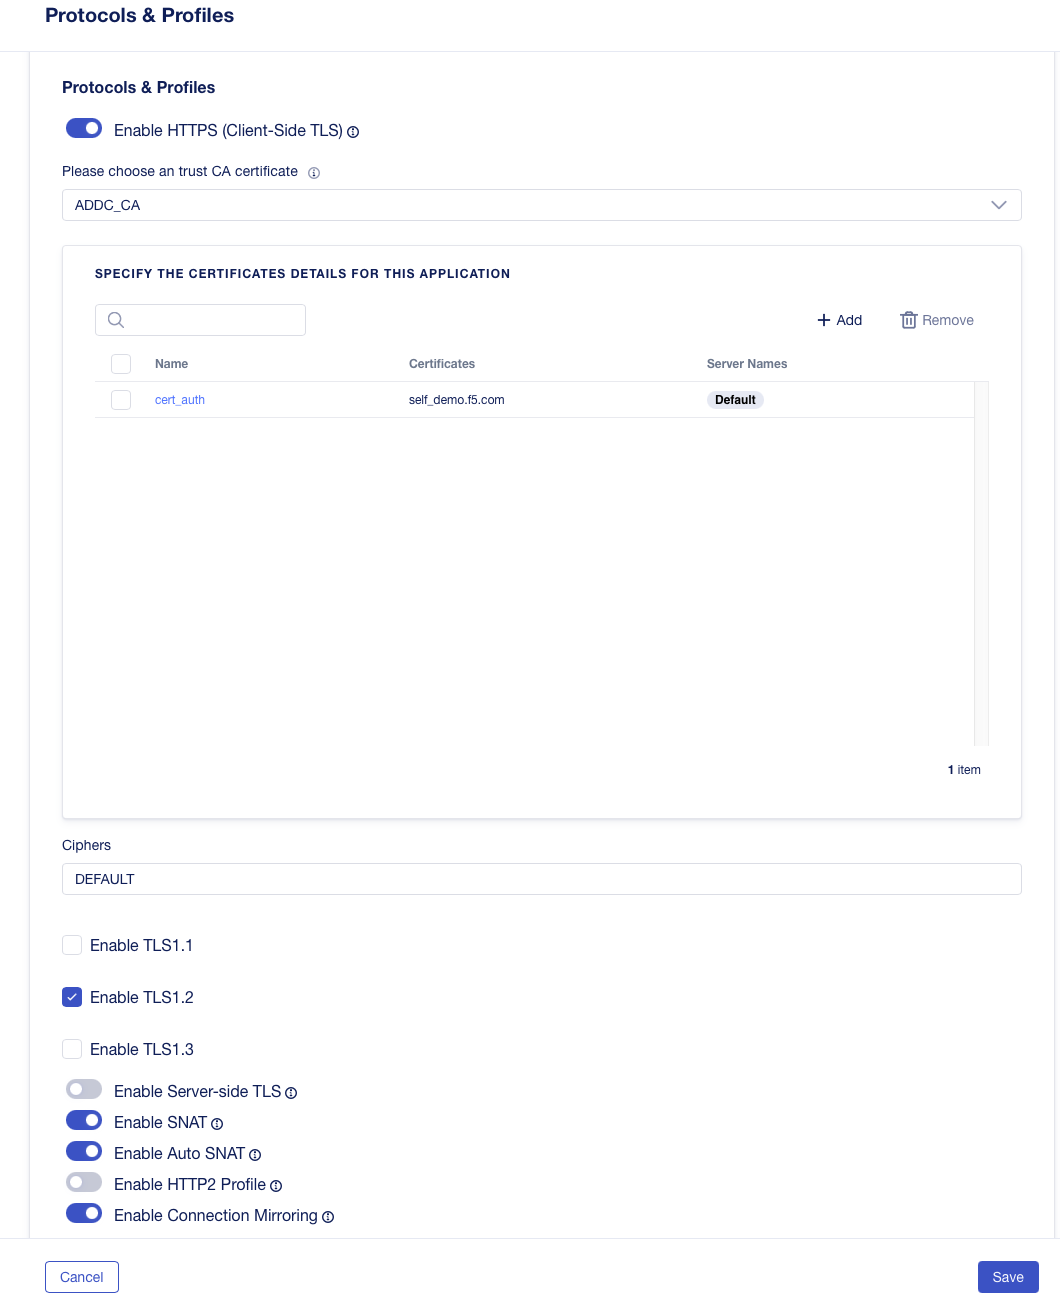 Protocols & Profiles
Protocols & Profiles
Enable HTTPS (Client-Side TLS)
Please choose an trust CA certificate
ADDC_CA
SPECIFY THE CERTIFICATES DETAILS FOR THIS APPLICATION
Add Remove
Name Certificates Server Names
cert_auth self_demo.f5.com Default
1 item
Ciphers
DEFAULT
Enable TLS1.1
Enable TLS1.2
Enable TLS1.3
Enable Server-side TLS
Enable SNAT
Enable Auto SNAT
Enable HTTP2 Profile
Enable Connection Mirroring
Cancel Save